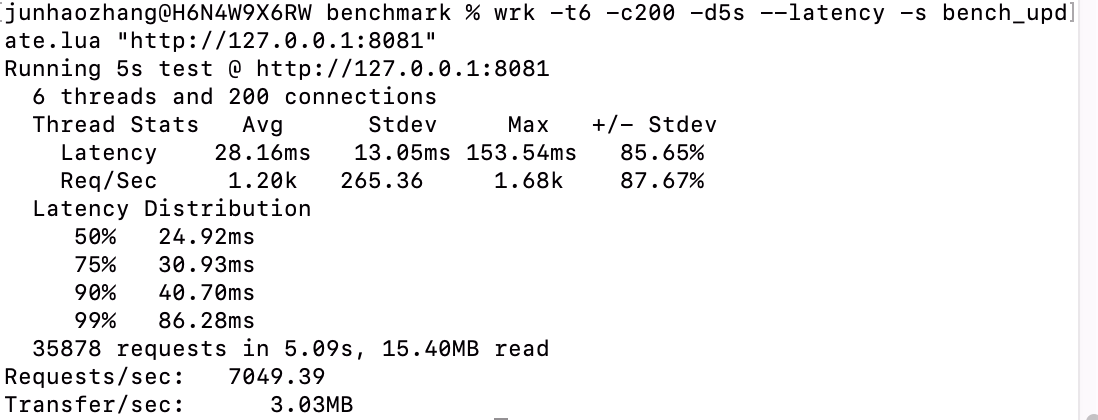 junhaozhang@H6N4W9X6RW benchmark % wrk -t6 -c200 -d5s --latency -s bench_upd
ate.lua "http://127.0.0.1:8081"
Running 5s test @ http://127.0.0.1:8081
  6 threads and 200 connections
  Thread Stats   Avg      Stdev     Max   +/- Stdev
    Latency    28.16ms   13.05ms 153.54ms   85.65%
    Req/Sec     1.20k   265.36     1.68k    87.67%
  Latency Distribution
     50%   24.92ms
     75%   30.93ms
     90%   40.70ms
     99%   86.28ms
  35878 requests in 5.09s, 15.40MB read
Requests/sec:   7049.39
Transfer/sec:      3.03MB